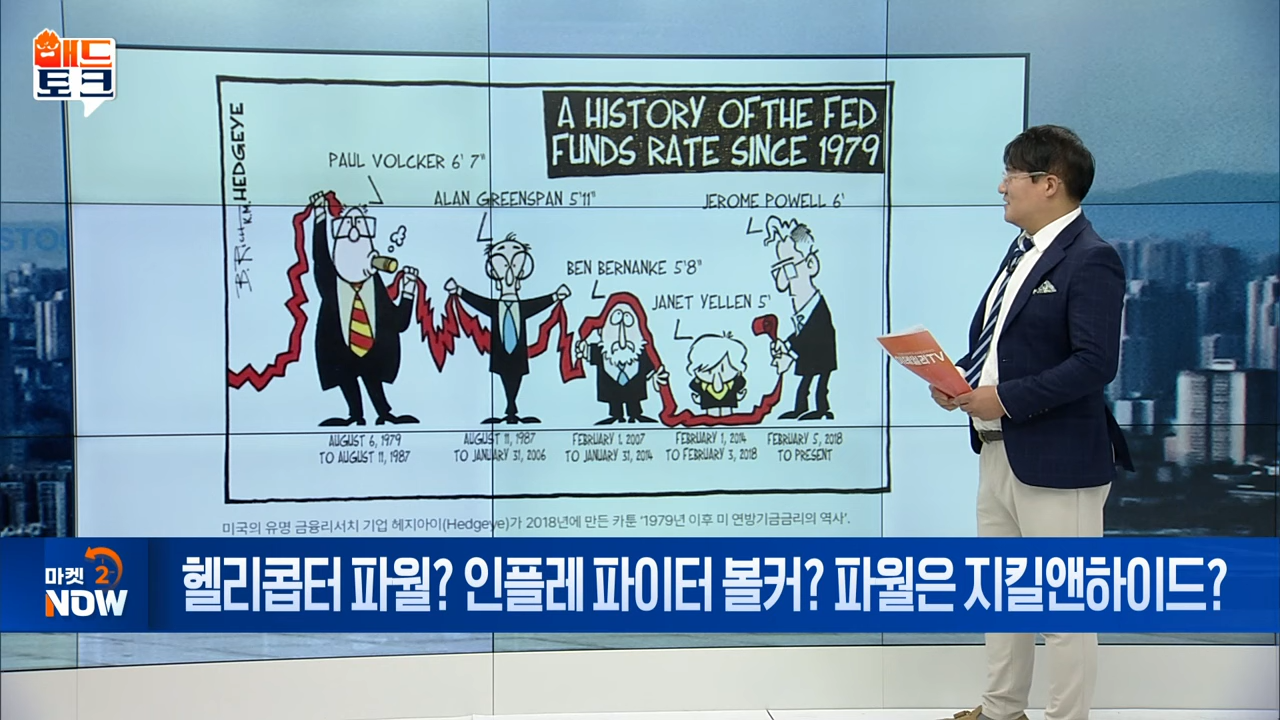 매드
토크
A HISTORY OF THE FED
FUNDS RATE SINCE 1979
HEDGEYE
PAUL VOLCKER 6' 7"
ALAN GREENSPAN 5'11"
JEROME POWELL 6'
BEN BERNANKE 5'8"
JANET YELLEN 5'
AUGUST 6, 1979
TO AUGUST 11, 1987
AUGUST 11, 1987
TO JANUARY 31, 2006
FEBRUARY 1, 2007
TO JANUARY 31, 2014
FEBRUARY 1, 2014
TO FEBRUARY 3, 2018
FEBRUARY 5, 2018
TO PRESENT
미국의 유명 금융리서치 기업 헤지아이(Hedgeye)가 2018년에 만든 카툰 '1979년 이후 미 연방기금금리의 역사'.
마켓 2
NOW
헬리콥터 파월? 인플레 파이터 볼커? 파월은 지킬앤하이드?